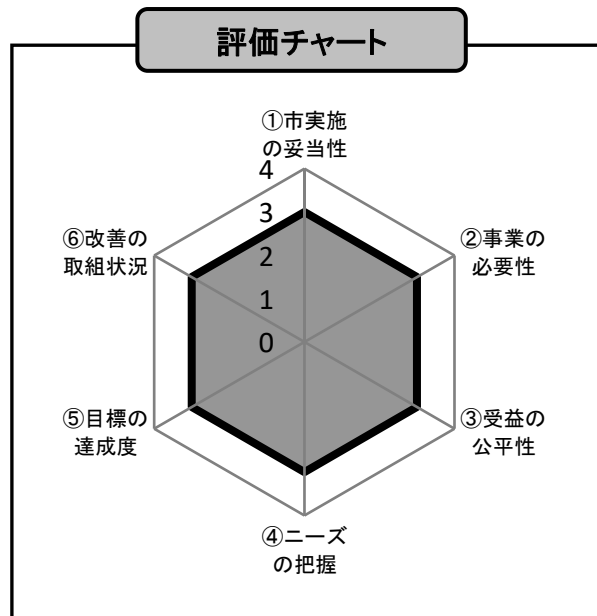 評価チャート
①市実施
の妥当性
4
3
2
1
0
②事業の
必要性
③受益の
公平性
④ニーズ
の把握
⑤目標の
達成度
⑥改善の
取組状況